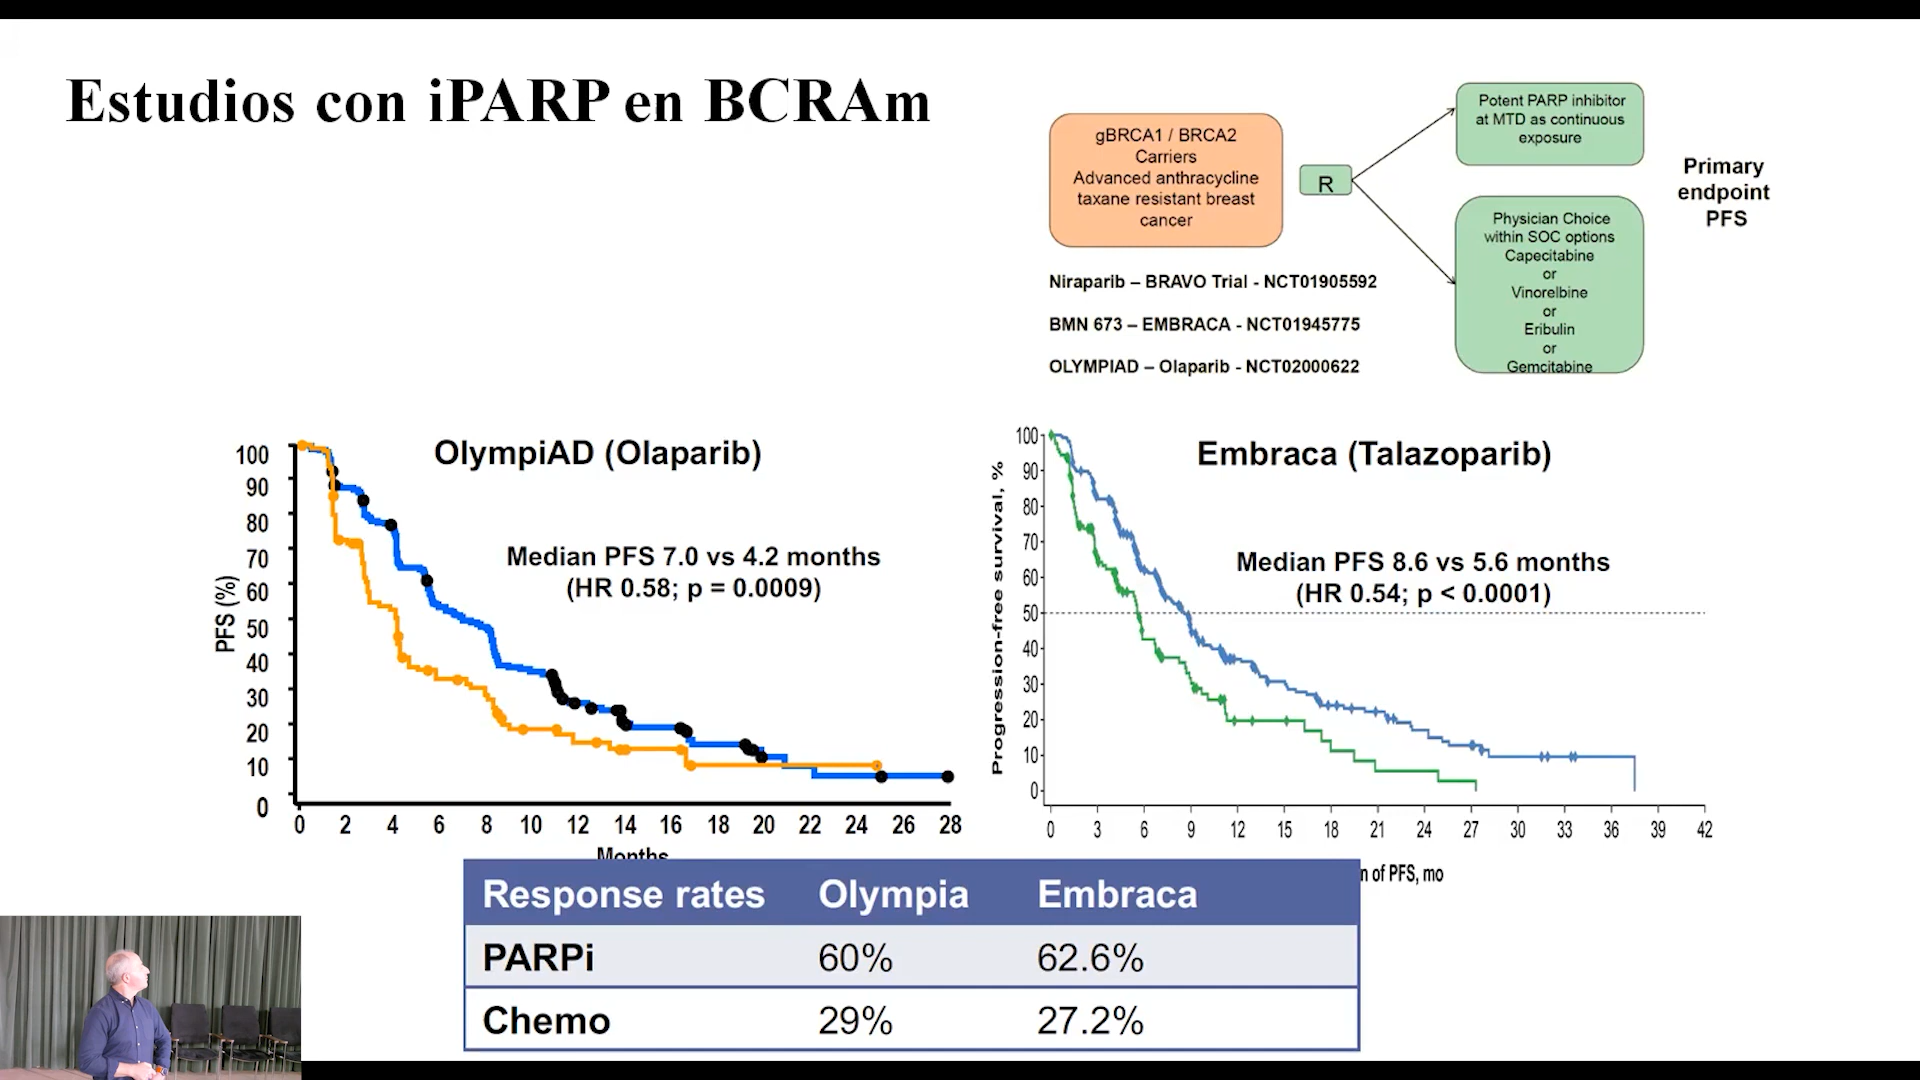 Estudios con iPARP en BCRAm
gBRCA1 / BRCA2
Carriers
Advanced anthracycline
taxane resistant breast
cancer
R
Potent PARP inhibitor
at MTD as continuous
exposure
Physician Choice
within SOC options
Capecitabine
or
Vinorelbine
or
Eribulin
or
Gemcitabine
Primary
endpoint
PFS
Niraparib – BRAVO Trial - NCT01905592
BMN 673 – EMBRACA - NCT01945775
OLYMPIAD – Olaparib - NCT02000622
OlympiAD (Olaparib)
Median PFS 7.0 vs 4.2 months
(HR 0.58; p = 0.0009)
PFS (%)
100
90
80
70
60
50
40
30
20
10
0
0 2 4 6 8 10 12 14 16 18 20 22 24 26 28
Months
Embraca (Talazoparib)
Median PFS 8.6 vs 5.6 months
(HR 0.54; p < 0.0001)
Progression-free survival, %
100
90
80
70
60
50
40
30
20
10
0
0 3 6 9 12 15 18 21 24 27 30 33 36 39 42
n of PFS, mo
Response rates Olympia Embraca
PARPi 60% 62.6%
Chemo 29% 27.2%